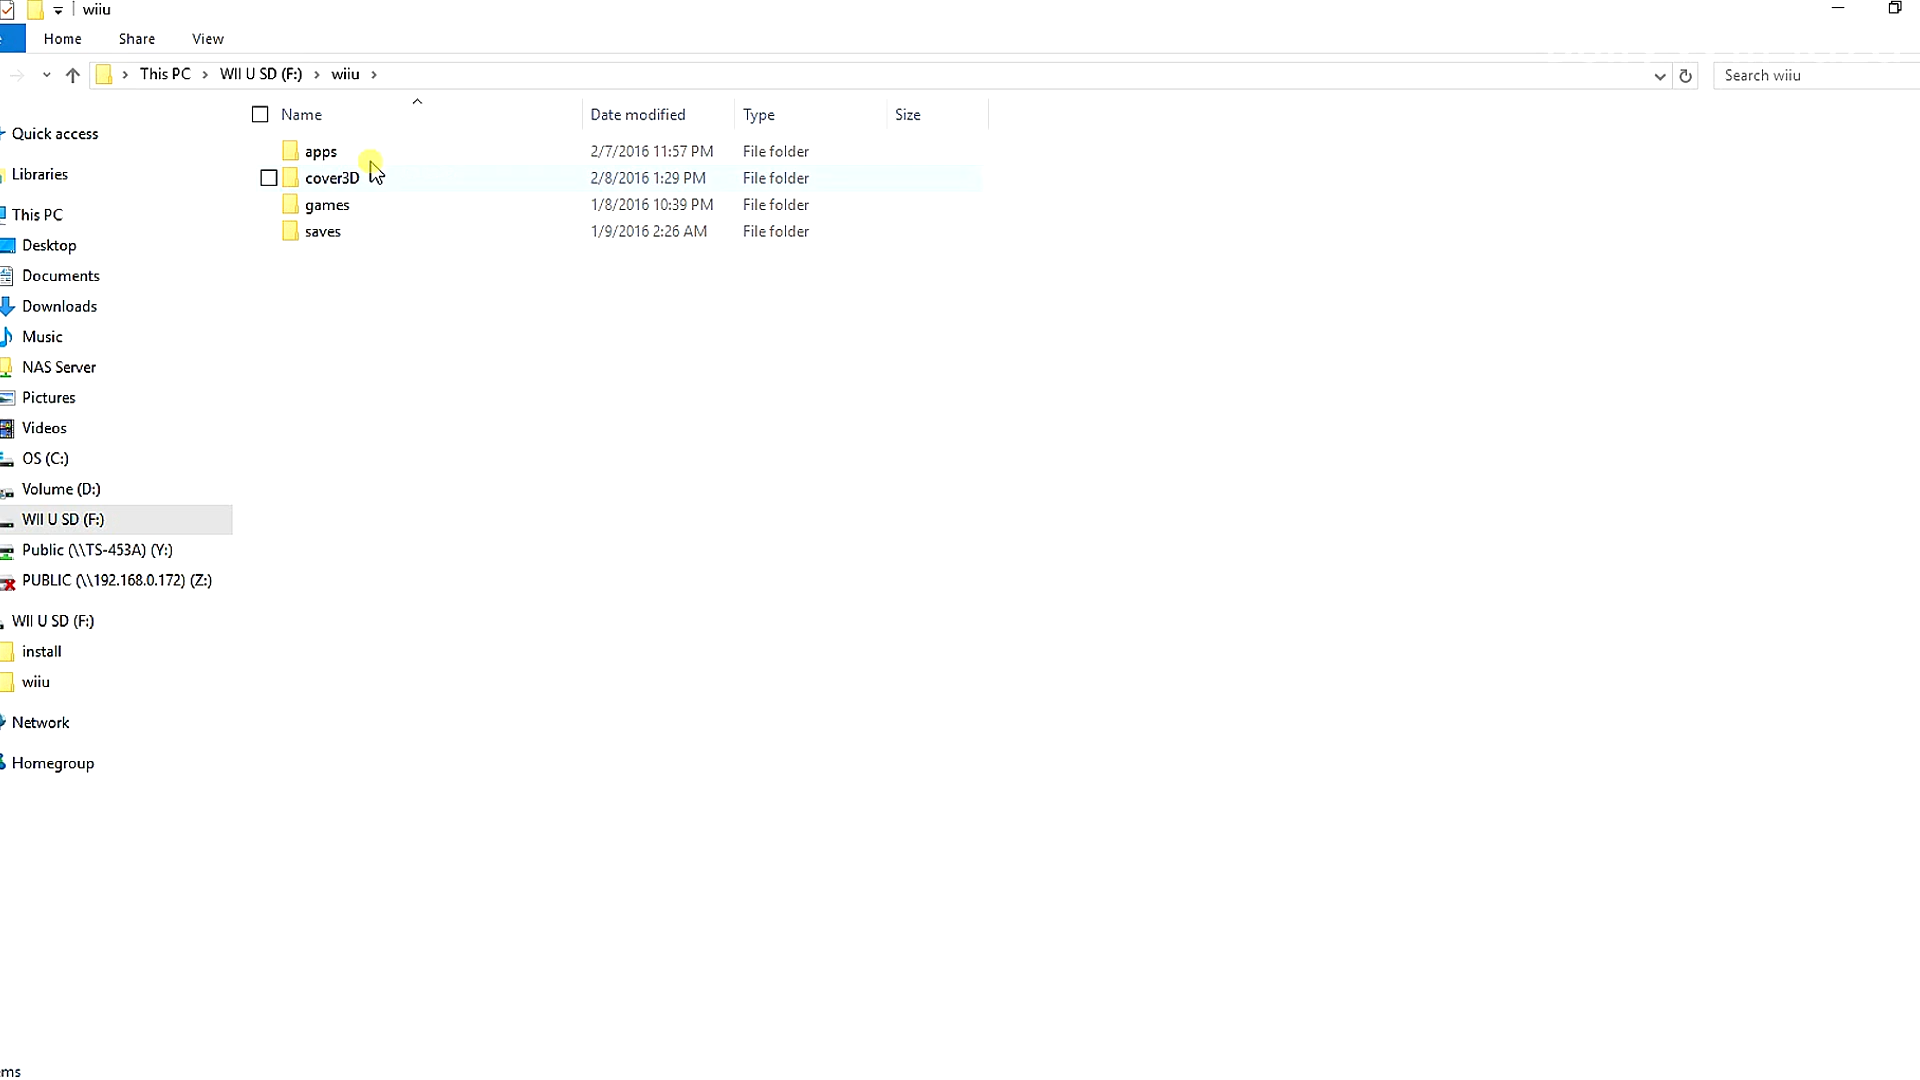 wiiu
Home Share View
This PC WII U SD (F:) wiiu Search wiiu
Name Date modified Type Size
apps 2/7/2016 11:57 PM File folder
cover3D 2/8/2016 1:29 PM File folder
games 1/8/2016 10:39 PM File folder
saves 1/9/2016 2:26 AM File folder
Quick access
Libraries
This PC
Desktop
Documents
Downloads
Music
NAS Server
Pictures
Videos
OS (C:)
Volume (D:)
WII U SD (F:)
Public (\\TS-453A) (Y:)
PUBLIC (\\192.168.0.172) (Z:)
WII U SD (F:)
install
wiiu
Network
Homegroup
ems